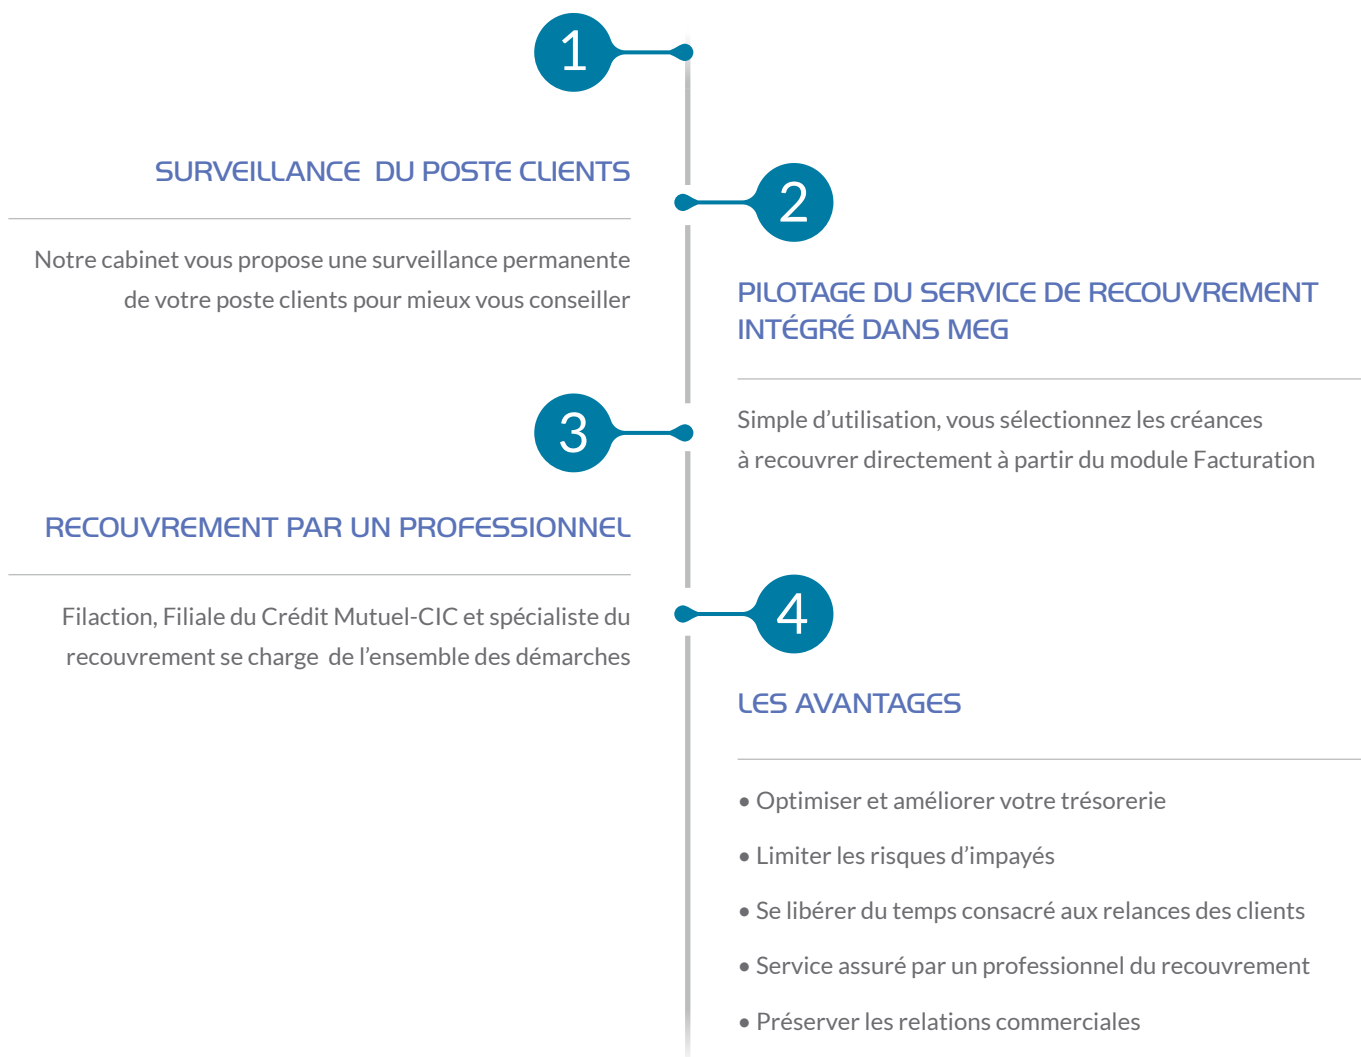 1
SURVEILLANCE DU POSTE CLIENTS
Notre cabinet vous propose une surveillance permanente
de votre poste clients pour mieux vous conseiller
2
PILOTAGE DU SERVICE DE RECOUVREMENT
INTÉGRÉ DANS MEG
Simple d’utilisation, vous sélectionnez les créances
à recouvrer directement à partir du module Facturation
3
RECOUVREMENT PAR UN PROFESSIONNEL
Filaction, Filiale du Crédit Mutuel-CIC et spécialiste du
recouvrement se charge de l’ensemble des démarches
4
LES AVANTAGES
• Optimiser et améliorer votre trésorerie
• Limiter les risques d’impayés
• Se libérer du temps consacré aux relances des clients
• Service assuré par un professionnel du recouvrement
• Préserver les relations commerciales